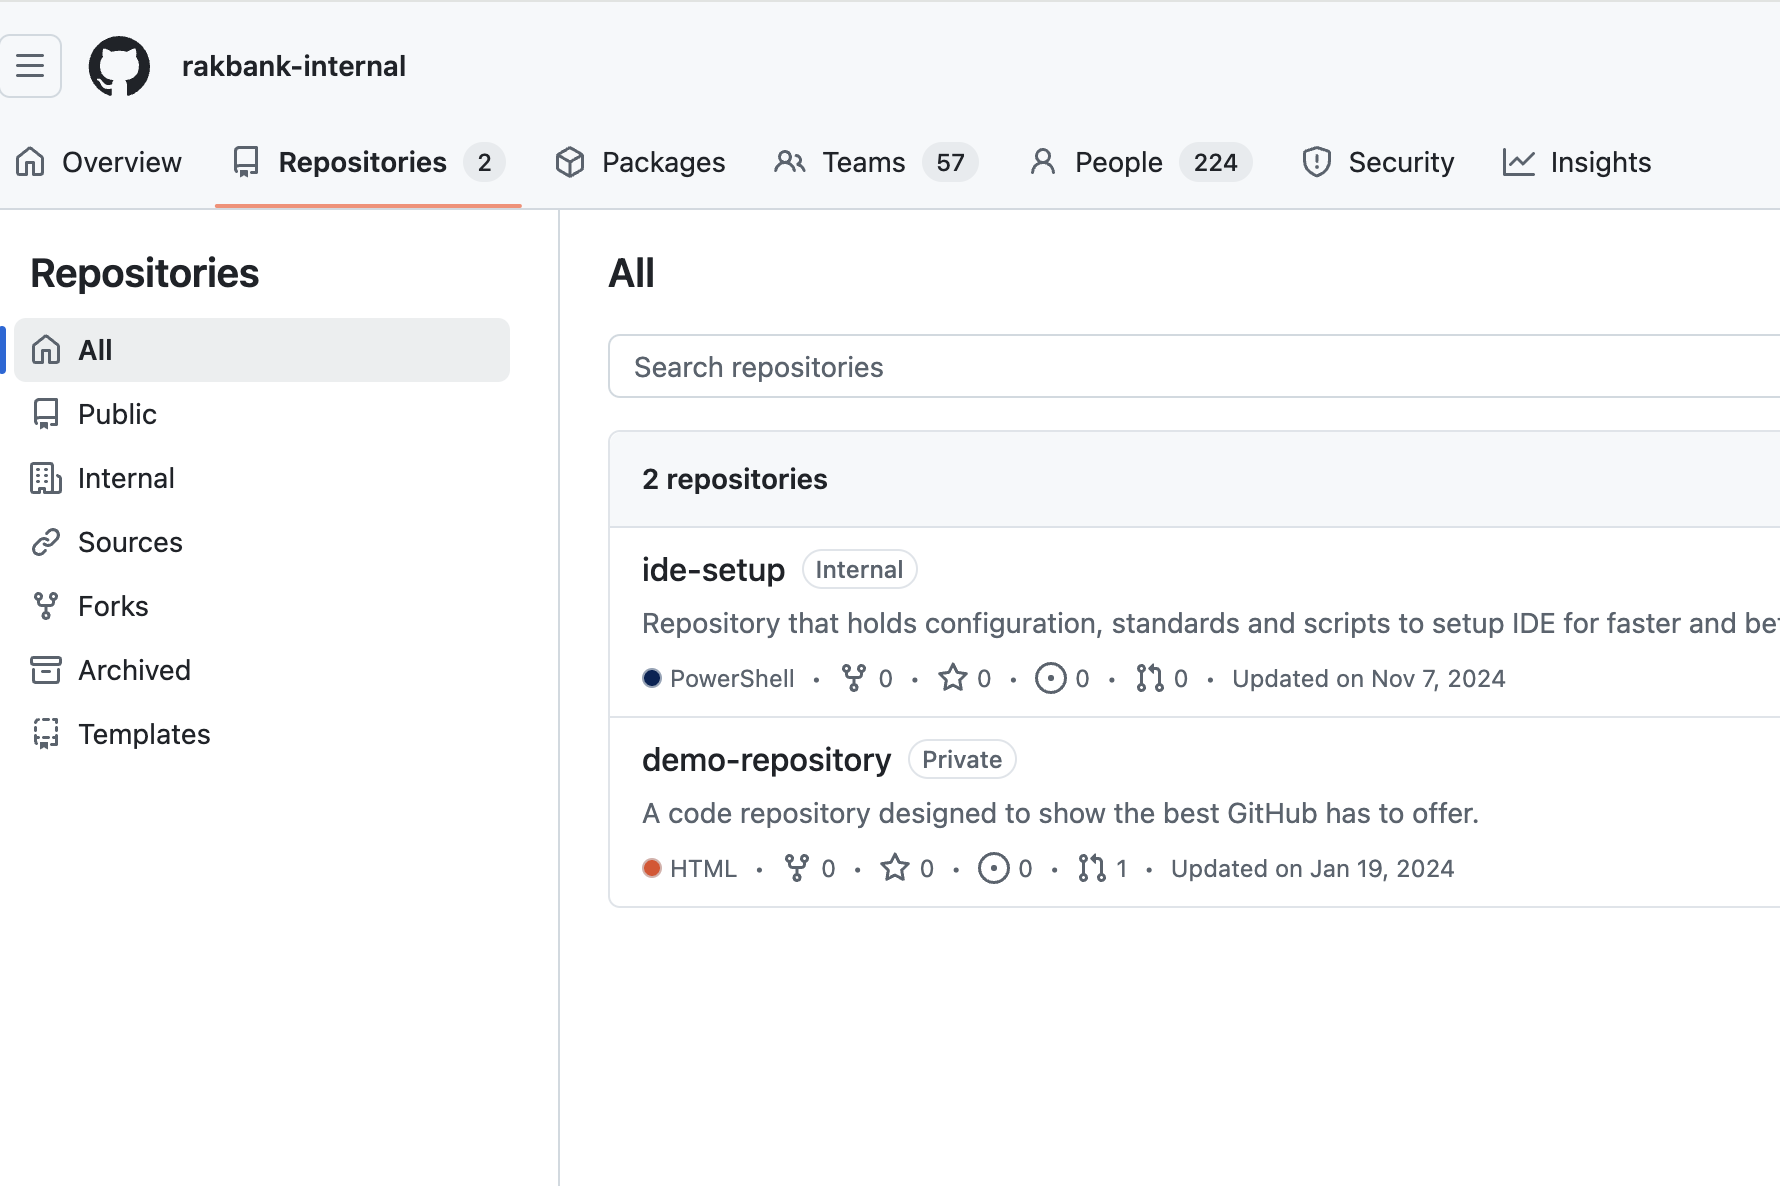 rakbank-internal
Overview Repositories 2 Packages Teams 57 People 224 Security Insights
Repositories
All
Public
Internal
Sources
Forks
Archived
Templates
All
Search repositories
2 repositories
ide-setup Internal
Repository that holds configuration, standards and scripts to setup IDE for faster and
PowerShell · 0 · 0 · 0 · 0 · Updated on Nov 7, 2024
demo-repository Private
A code repository designed to show the best GitHub has to offer.
HTML · 0 · 0 · 0 · 1 · Updated on Jan 19, 2024